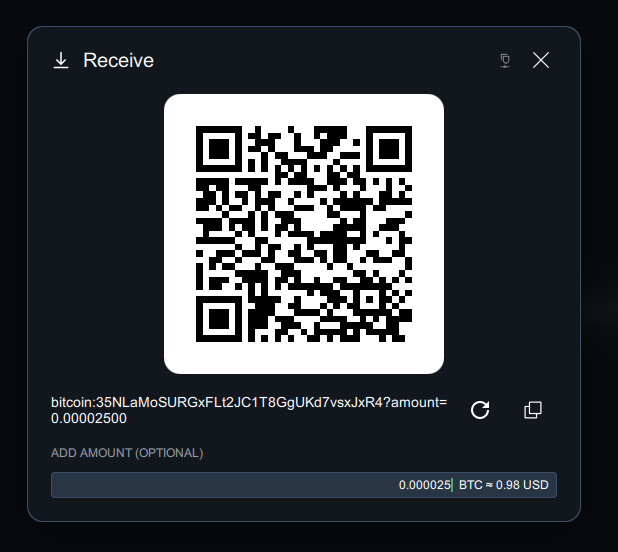 Receive
bitcoin:35NLaMoSURGxFLt2JC1T8GgUKd7vsxJxR4?amount=
0.00002500
ADD AMOUNT (OPTIONAL)
0.000025 BTC ≈ 0.98 USD